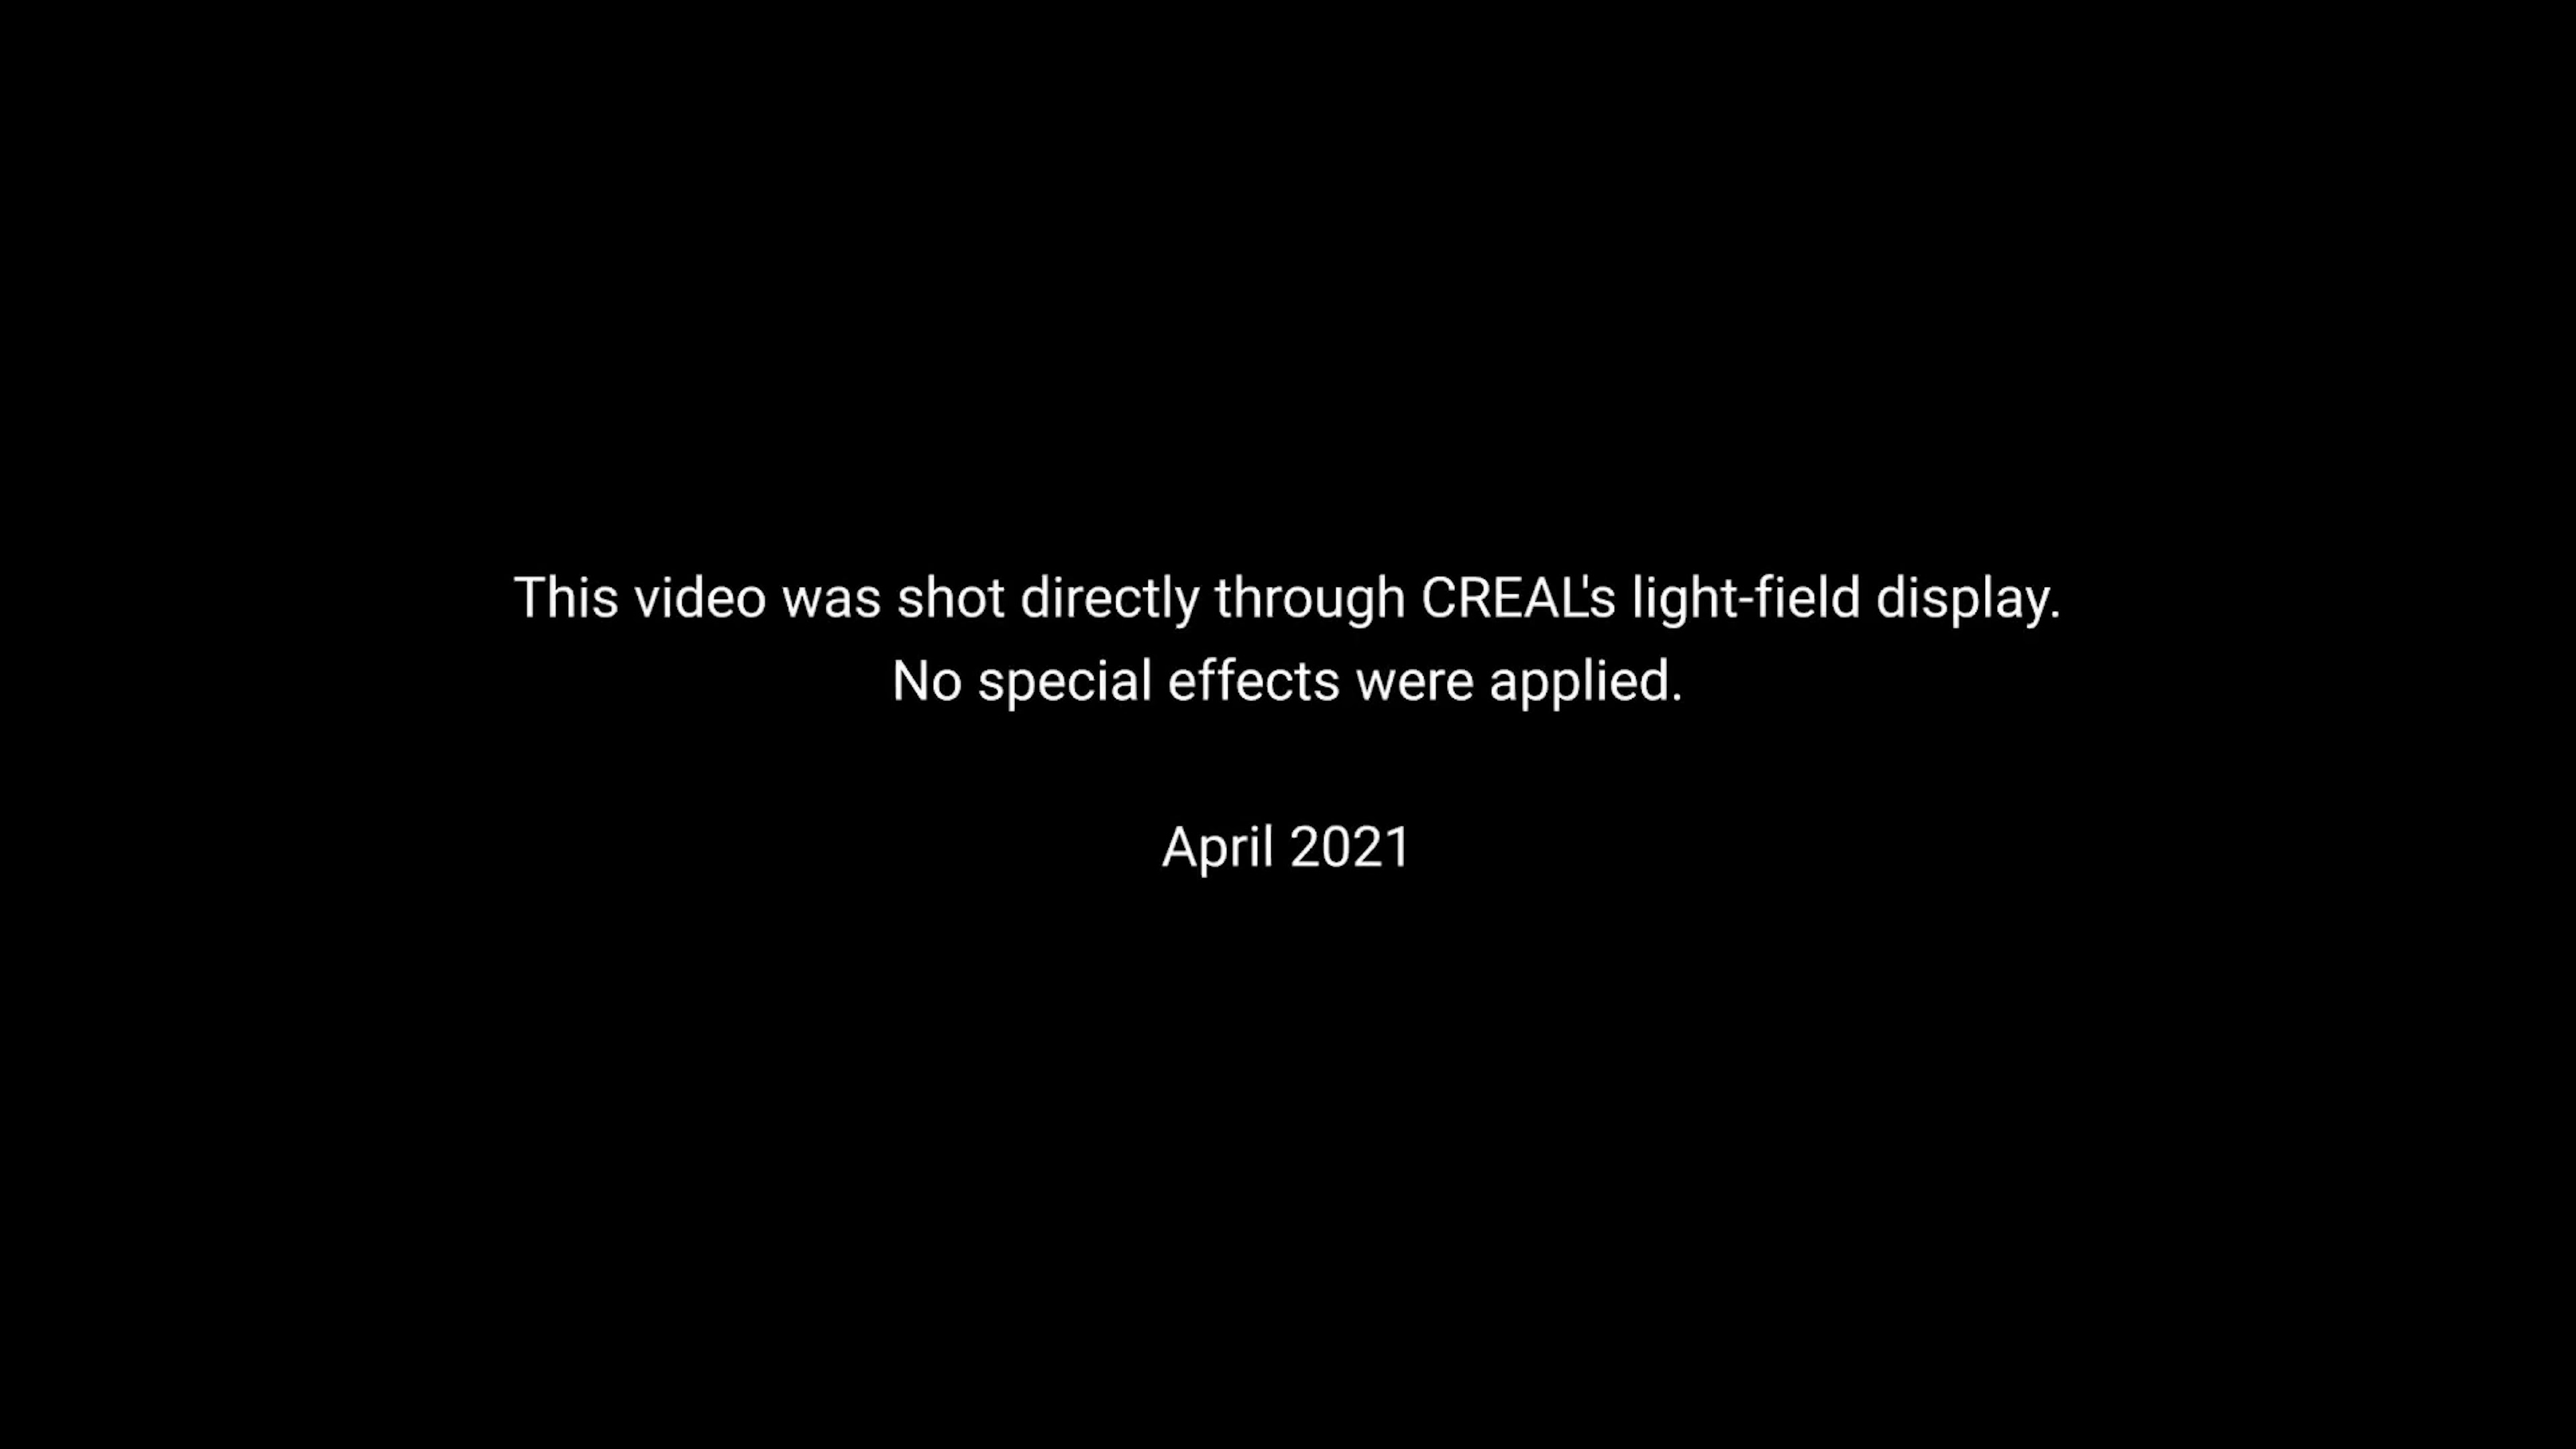 This video was shot directly through CREAL's light-field display.
No special effects were applied.
April 2021